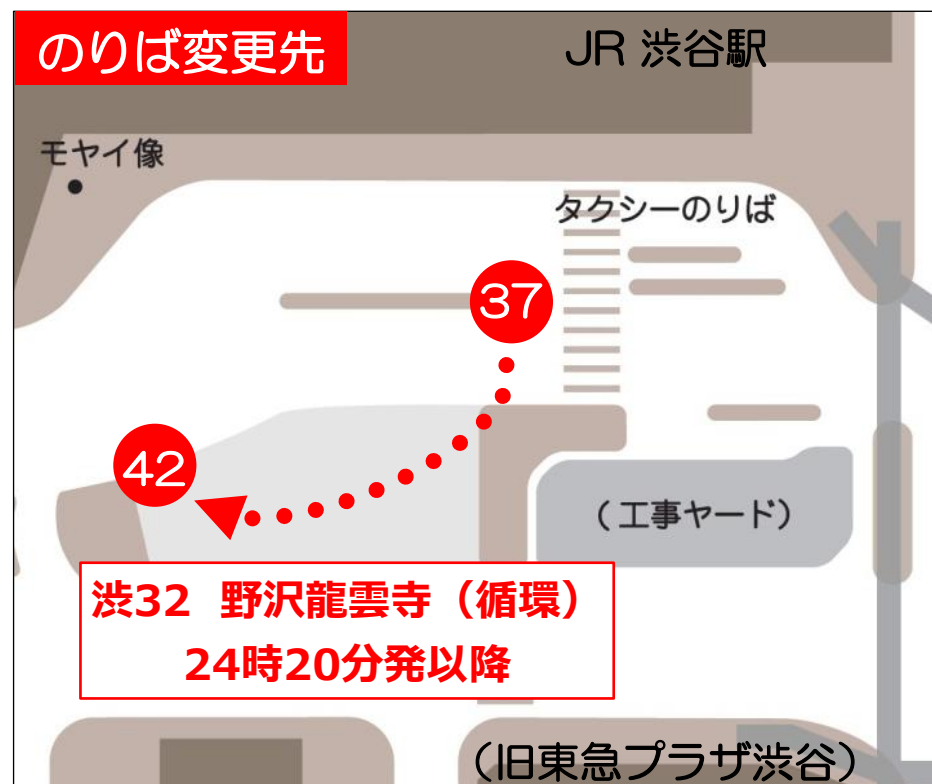 のりば変更先
JR 渋谷駅
モヤイ像
タクシーのりば
37
42
（工事ヤード）
渋32 野沢龍雲寺（循環）
24時20分発以降
（旧東急プラザ渋谷）